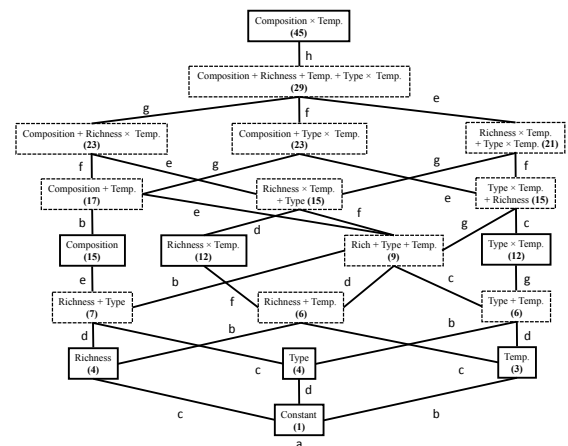 Composition × Temp.
(45)
h
Composition + Richness + Temp. + Type × Temp.
(29)
g
f
e
Composition + Richness × Temp.
(23)
Composition + Type × Temp.
(23)
Richness × Temp.
+ Type × Temp. (21)
f
e
g
g
f
Composition + Temp.
(17)
Richness × Temp.
+ Type (15)
Type × Temp.
+ Richness (15)
b
e
d
f
e
g
c
Composition
(15)
Richness × Temp.
(12)
Rich + Type + Temp.
(9)
Type × Temp.
(12)
e
b
f
d
c
g
Richness + Type
(7)
Richness + Temp.
(6)
Type + Temp.
(6)
d
b
b
d
Richness
(4)
c
Type
(4)
c
Temp.
(3)
c
d
b
Constant
(1)
a